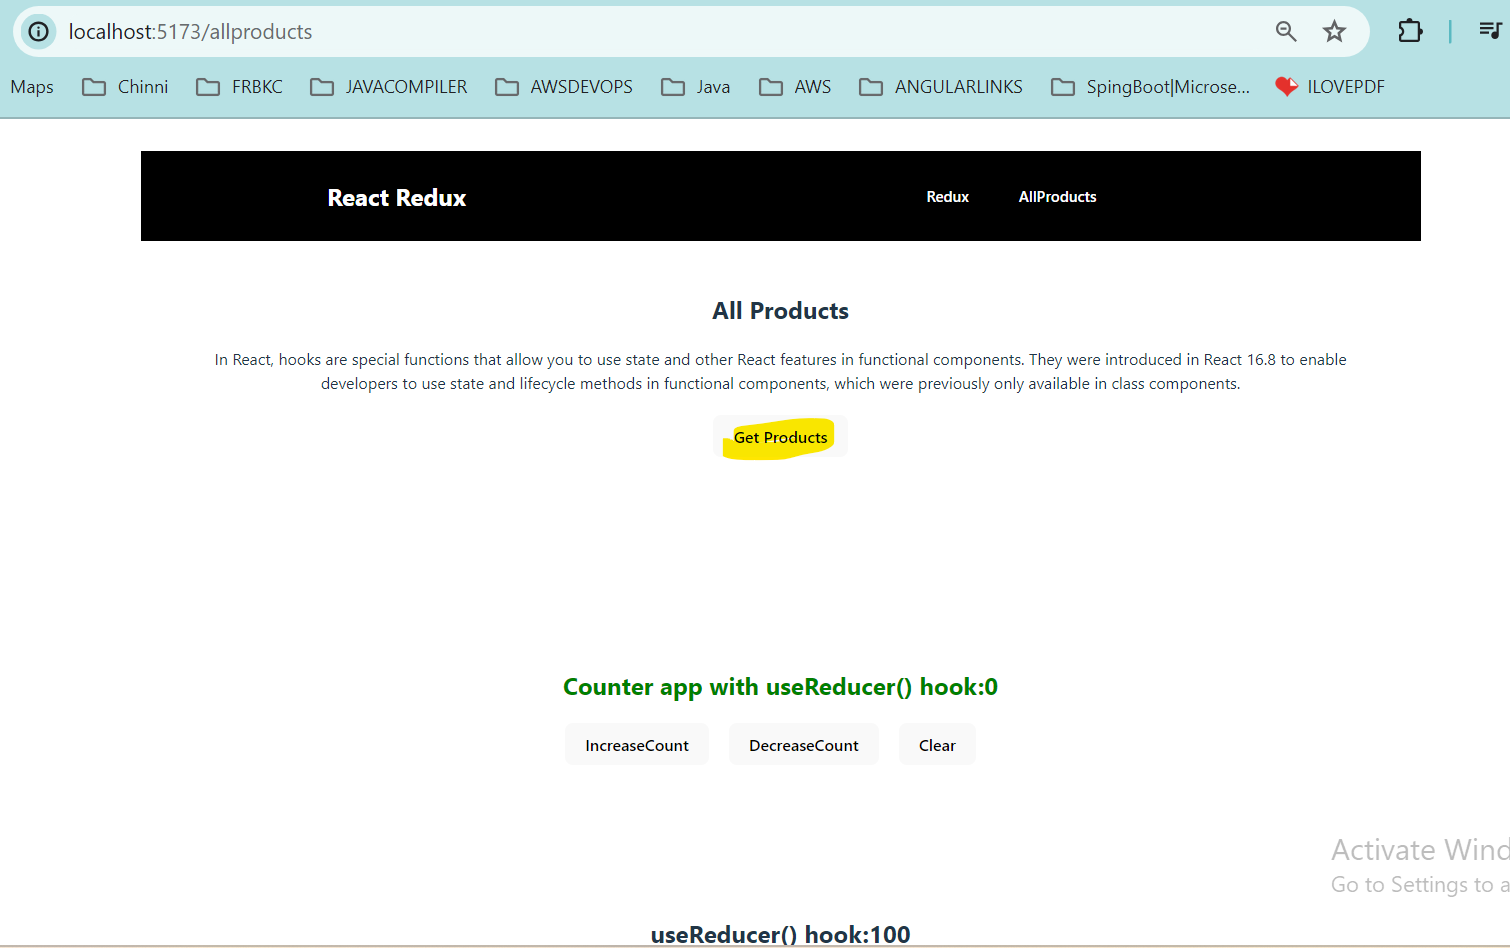 localhost:5173/allproducts
Maps Chinni FRBKC JAVACOMPILER AWSDEVOPS Java AWS ANGULARLINKS SpingBoot|Microse... ILOVEPDF
React Redux Redux AllProducts
All Products
In React, hooks are special functions that allow you to use state and other React features in functional components. They were introduced in React 16.8 to enable
developers to use state and lifecycle methods in functional components, which were previously only available in class components.
Get Products
Counter app with useReducer() hook:0
IncreaseCount DecreaseCount Clear
Activate Wind
Go to Settings to a
useReducer() hook:100